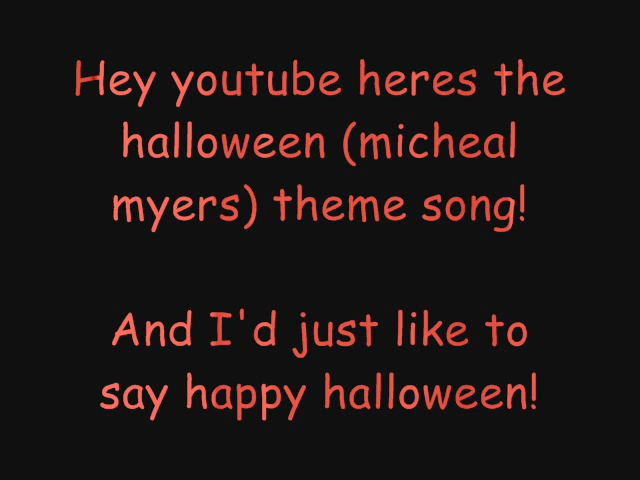 Hey youtube heres the
halloween (micheal
myers) theme song!
And I'd just like to
say happy halloween!